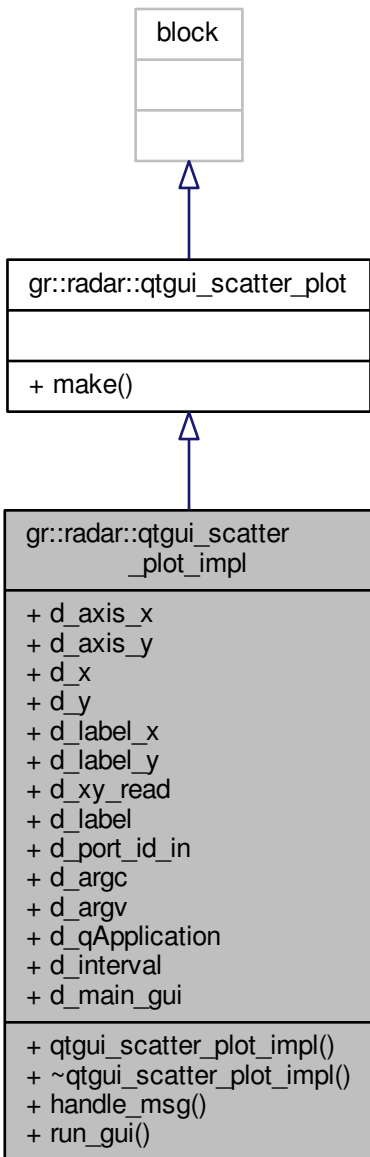 block
gr::radar::qtgui_scatter_plot
+ make()
gr::radar::qtgui_scatter
_plot_impl
+ d_axis_x
+ d_axis_y
+ d_x
+ d_y
+ d_label_x
+ d_label_y
+ d_xy_read
+ d_label
+ d_port_id_in
+ d_argc
+ d_argv
+ d_qApplication
+ d_interval
+ d_main_gui
+ qtgui_scatter_plot_impl()
+ ~qtgui_scatter_plot_impl()
+ handle_msg()
+ run_gui()